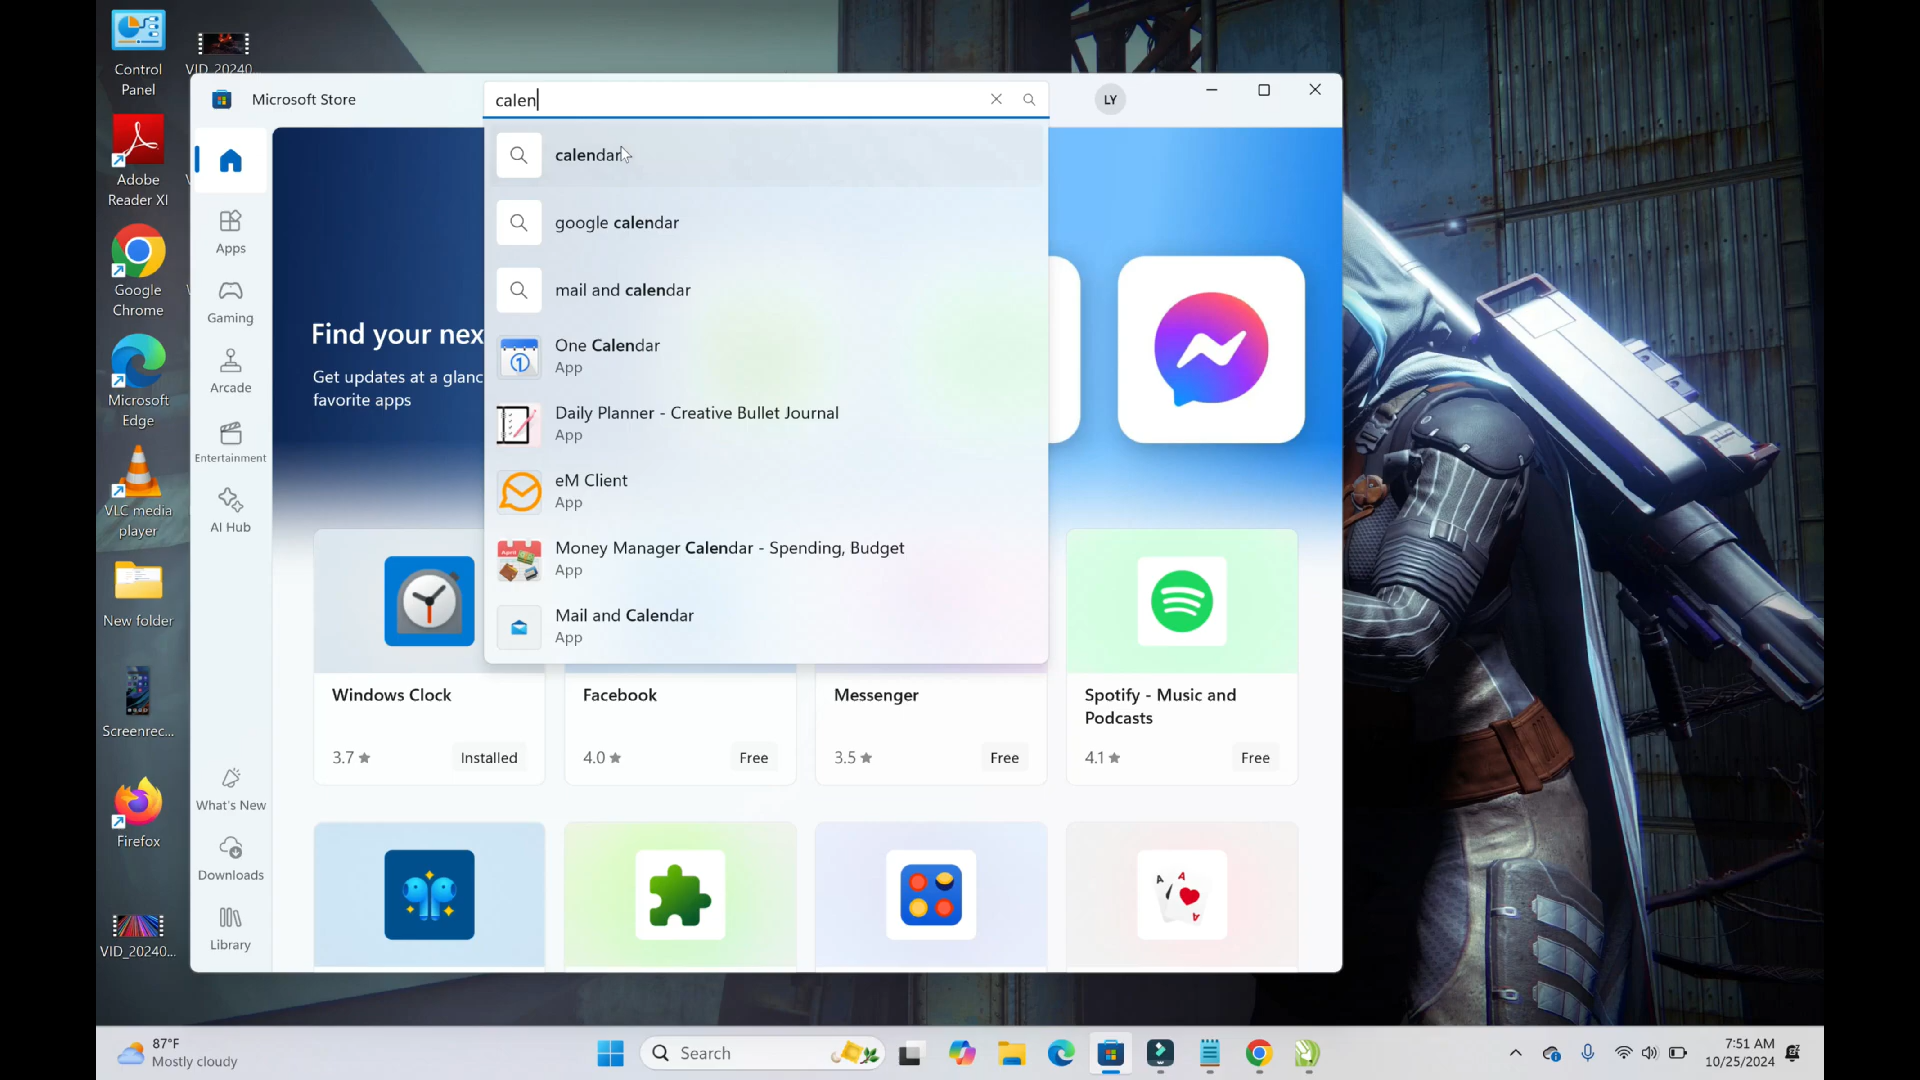 Control
Panel
VID_20240...
Adobe
Reader XI
Google
Chrome
Microsoft
Edge
VLC media
player
New folder
Screenrec...
Firefox
VID_20240...
Microsoft Store
calen
LY
Apps
Gaming
Arcade
Entertainment
AI Hub
What's New
Downloads
Library
calendar
google calendar
mail and calendar
One Calendar
App
Daily Planner - Creative Bullet Journal
App
eM Client
App
Money Manager Calendar - Spending, Budget
App
Mail and Calendar
App
Find your nex
Get updates at a glanc
favorite apps
Windows Clock
3.7 ★ Installed
Facebook
4.0 ★ Free
Messenger
3.5 ★ Free
Spotify - Music and
Podcasts
4.1 ★ Free
87°F
Mostly cloudy
Search
7:51 AM
10/25/2024